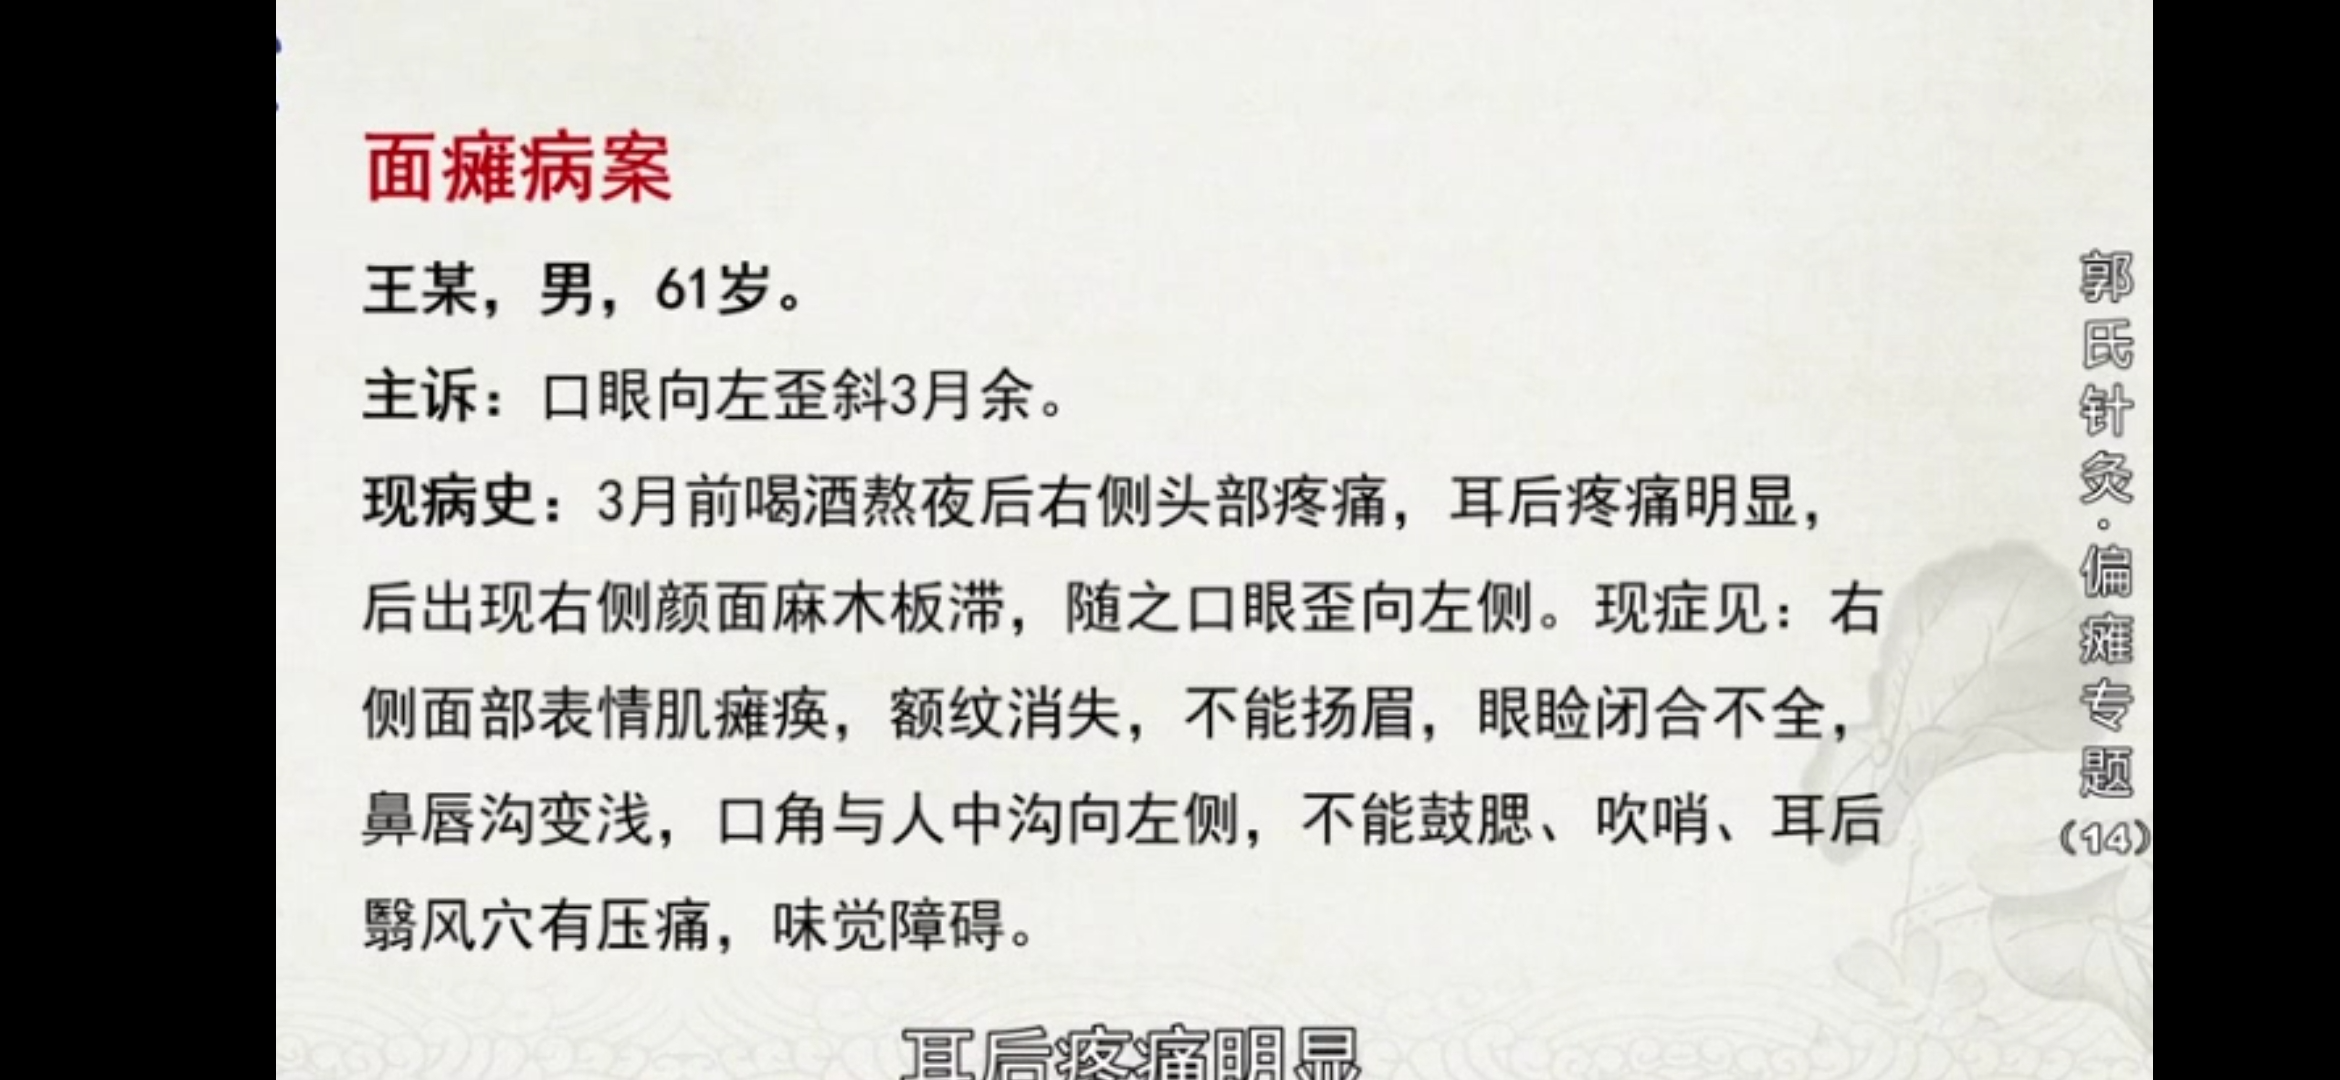 面瘫病案
王某，男，61岁。
主诉：口眼向左歪斜3月余。
现病史：3月前喝酒熬夜后右侧头部疼痛，耳后疼痛明显，
后出现右侧颜面麻木板滞，随之口眼歪向左侧。现症见：右
侧面部表情肌瘫痪，额纹消失，不能扬眉，眼睑闭合不全，
鼻唇沟变浅，口角与人中沟向左侧，不能鼓腮、吹哨、耳后
翳风穴有压痛，味觉障碍。
郭氏针灸·偏瘫专题（14）
耳后疼痛明显